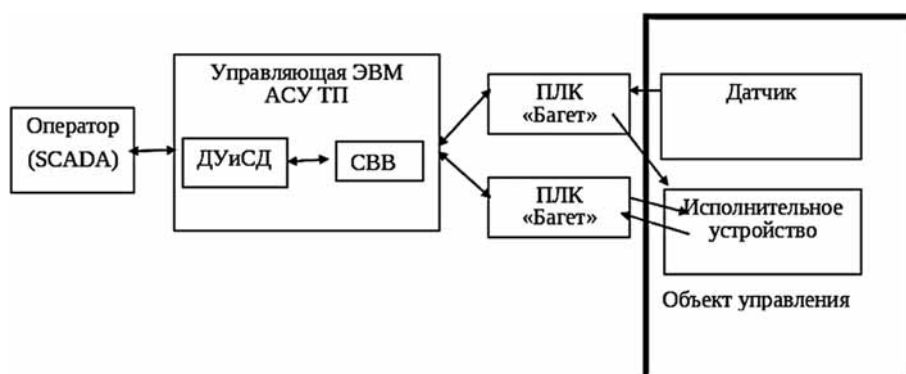 Управляющая ЭВМ
АСУ ТП
Оператор
(SCADA)
ДУиСД
СВВ
ПЛК
«Багет»
ПЛК
«Багет»
Датчик
Исполнительное
устройство
Объект управления